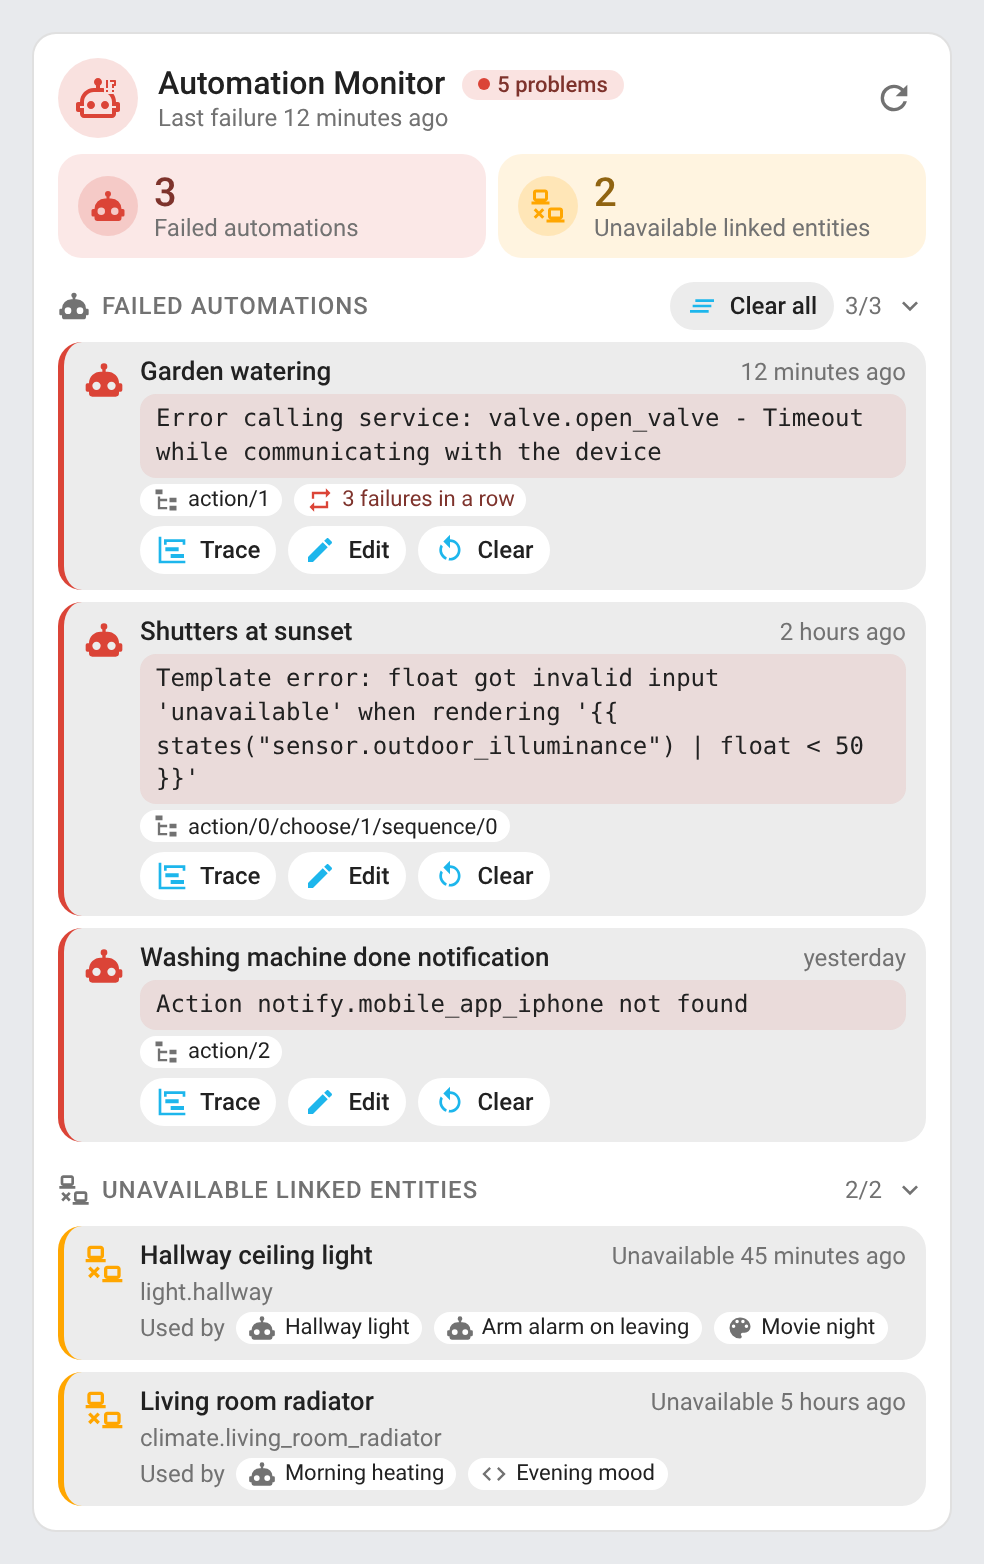 Automation Monitor
5 problems
Last failure 12 minutes ago
3
Failed automations
2
Unavailable linked entities
FAILED AUTOMATIONS
Clear all
3/3
Garden watering
12 minutes ago
Error calling service: valve.open_valve - Timeout
while communicating with the device
action/1
3 failures in a row
Trace
Edit
Clear
Shutters at sunset
2 hours ago
Template error: float got invalid input
'unavailable' when rendering '{{
states("sensor.outdoor_illuminance") | float < 50
}}'
action/0/choose/1/sequence/0
Trace
Edit
Clear
Washing machine done notification
yesterday
Action notify.mobile_app_iphone not found
action/2
Trace
Edit
Clear
UNAVAILABLE LINKED ENTITIES
2/2
Hallway ceiling light
Unavailable 45 minutes ago
light.hallway
Used by
Hallway light
Arm alarm on leaving
Movie night
Living room radiator
Unavailable 5 hours ago
climate.living_room_radiator
Used by
Morning heating
Evening mood